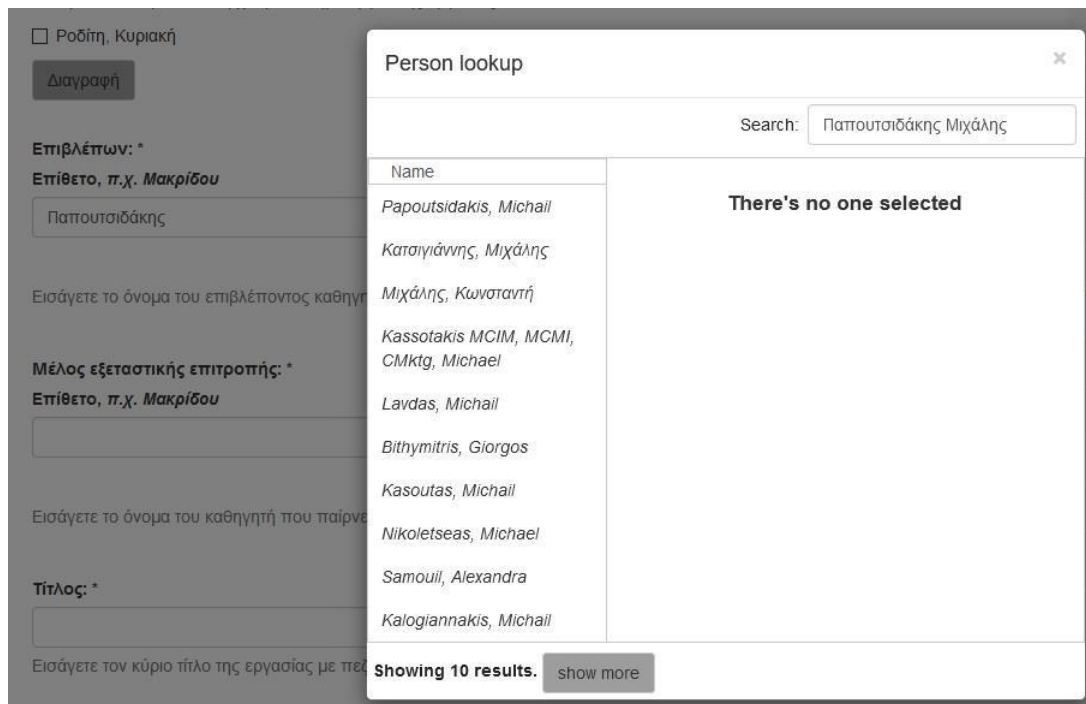 Ροδίτη, Κυριακή
Διαγραφή
Επιβλέπων: *
Επίθετο, π.χ. Μακρίδου
Παπουτσιδάκης
Εισάγετε το όνομα του επιβλέποντος
Μέλος εξεταστικής επιτροπής: *
Επίθετο, π.χ. Μακρίδου
Εισάγετε το όνομα του καθηγητή που
Τίτλος: *
Εισάγετε τον κύριο τίτλο της εργασίας με
Person lookup
×
Search: Παπουτσιδάκης Μιχάλης
Name
Papoutsidakis, Michail
Κατσιγιάννης, Μιχάλης
Μιχάλης, Κωνσταντή
Kassotakis MCIM, MCMI,
CMktg, Michael
Lavdas, Michail
Bithymitris, Giorgos
Kasoutas, Michail
Nikoletseas, Michael
Samouil, Alexandra
Kalogiannakis, Michail
There's no one selected
Showing 10 results. show more